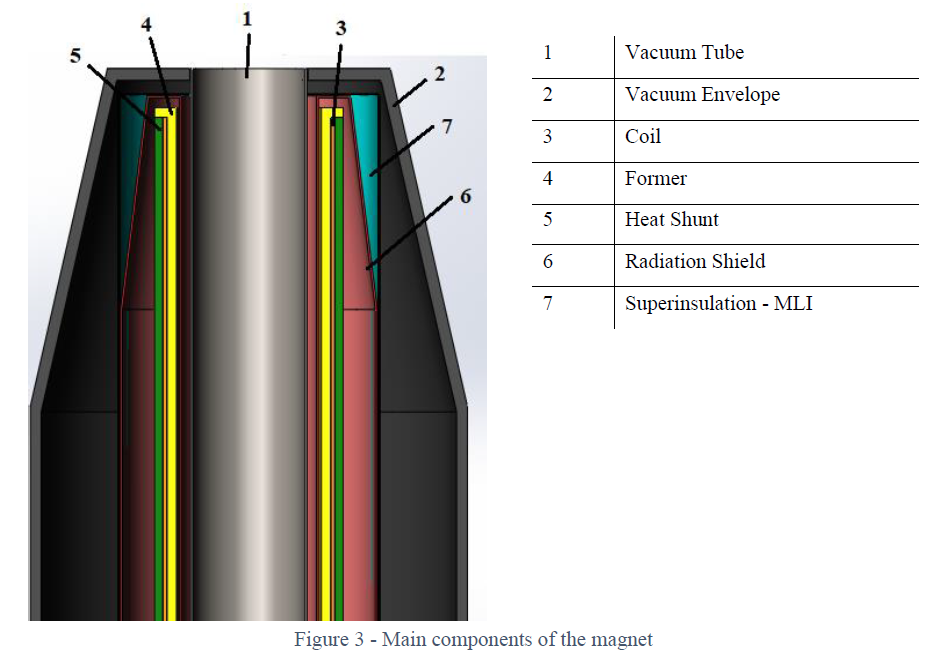 1
4
3
5
2
7
6
1 Vacuum Tube
2 Vacuum Envelope
3 Coil
4 Former
5 Heat Shunt
6 Radiation Shield
7 Superinsulation - MLI
Figure 3 - Main components of the magnet